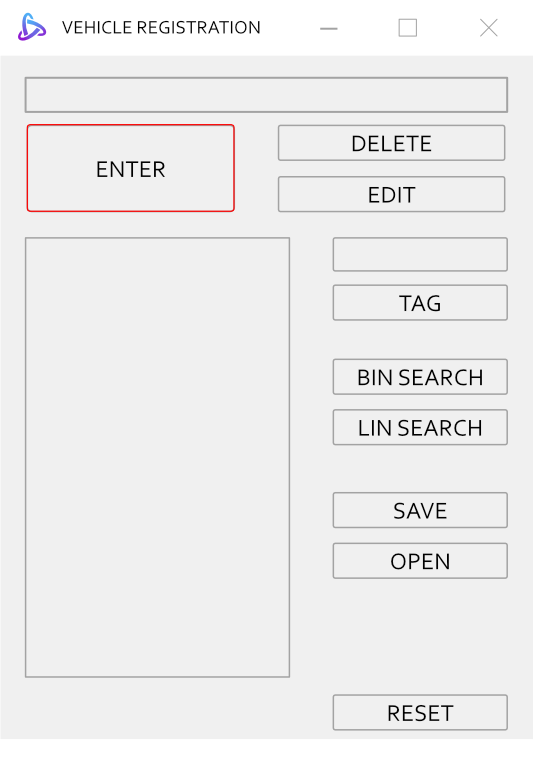 VEHICLE REGISTRATION
ENTER
DELETE
EDIT
TAG
BIN SEARCH
LIN SEARCH
SAVE
OPEN
RESET